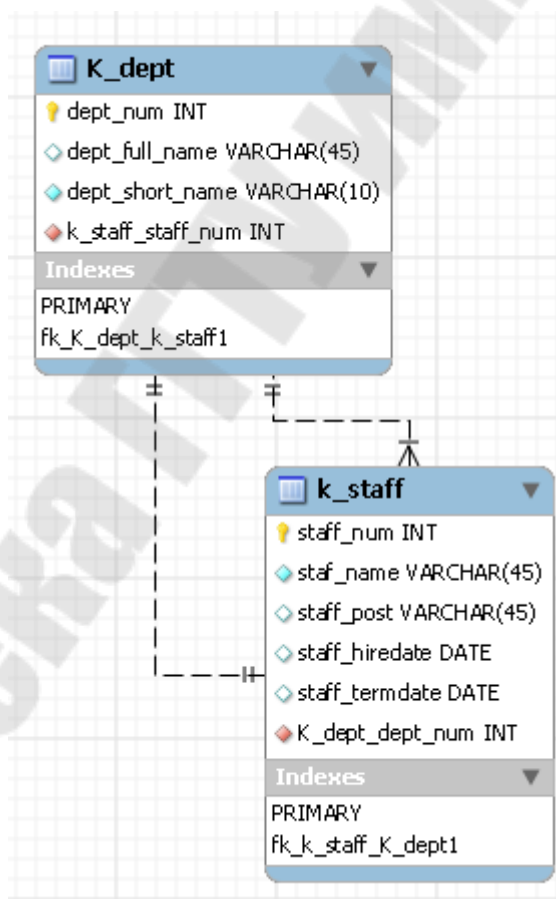 K_dept
dept_num INT
dept_full_name VARCHAR(45)
dept_short_name VARCHAR(10)
k_staff_staff_num INT
Indexes
PRIMARY
fk_K_dept_k_staff1
k_staff
staff_num INT
staf_name VARCHAR(45)
staff_post VARCHAR(45)
staff_hiredate DATE
staff_termdate DATE
K_dept_dept_num INT
Indexes
PRIMARY
fk_k_staff_K_dept1